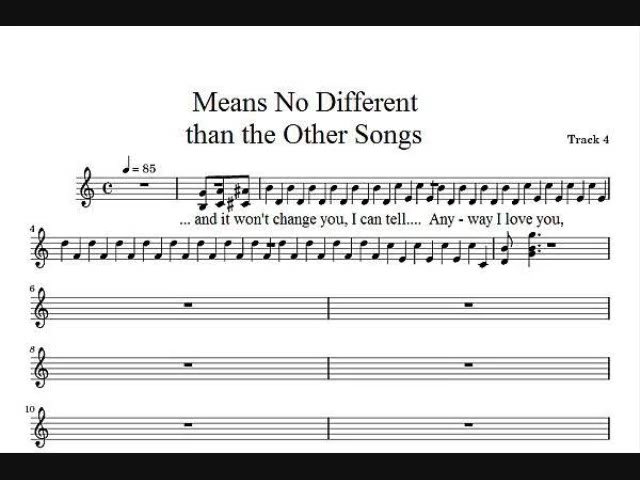 Means No Different
than the Other Songs
Track 4
= 85
... and it won't change you, I can tell.... Any - way I love you,
4
6
8
10